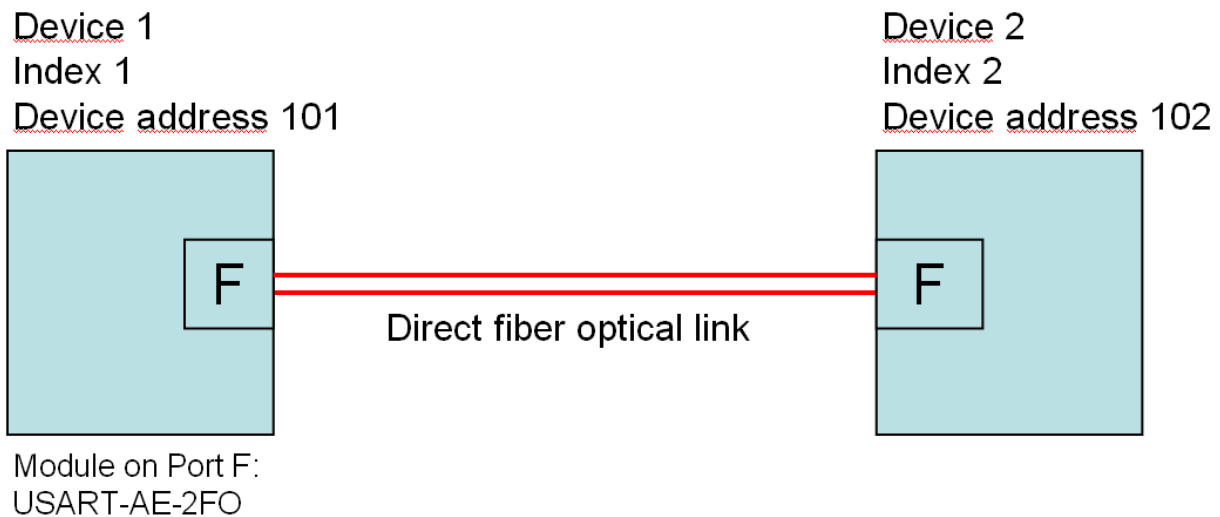 Device 1
Index 1
Device address 101
Device 2
Index 2
Device address 102
F
F
Direct fiber optical link
Module on Port F:
USART-AE-2FO